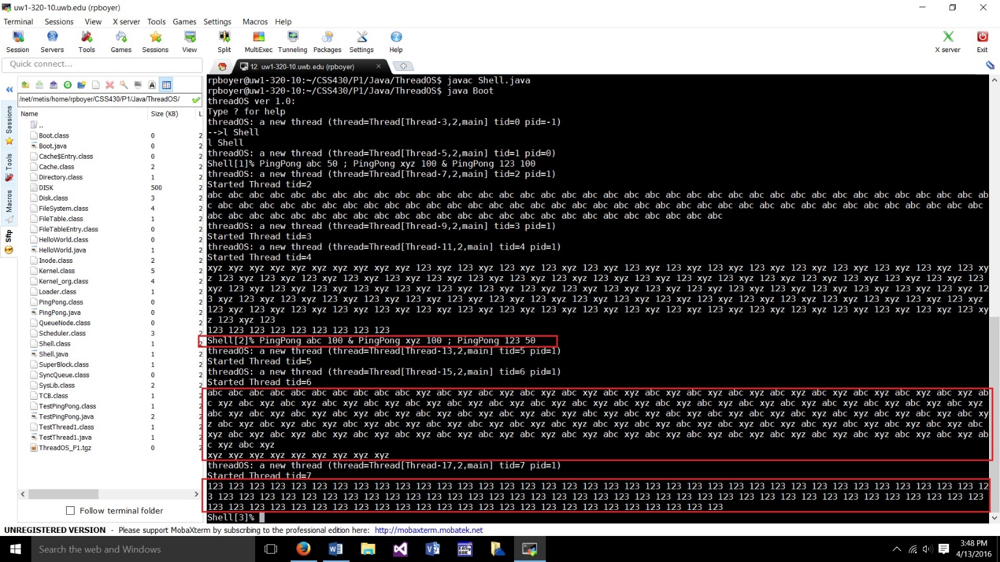 uw1-320-10.uwb.edu (rpboyer)
Terminal Sessions View X server Tools Games Settings Macros Help
Session Servers Tools Games Sessions View Split MultiExec Tunneling Packages Settings Help X server Exit
Quick connect...
12. uw1-320-10.uwb.edu (rpboyer)
/net/metis/home/rpboyer/CSS430/P1/Java/ThreadOS/
Name Size (KB) L
..
Boot.class 0 2
Boot.java 0 2
Cache$Entry.class 0 2
Cache.class 2 2
Directory.class 1 2
DISK 500 2
Disk.class 3 2
FileSystem.class 4 2
FileTable.class 1 2
FileTableEntry.class 0 2
HelloWorld.class 0 2
HelloWorld.java 1 2
Inode.class 2 2
Kernel.class 5 2
Kernel_org.class 4 2
Loader.class 1 2
PingPong.class 0 2
PingPong.java 0 2
QueueNode.class 0 2
Scheduler.class 3 2
Shell.class 1 2
Shell.java 1 2
SuperBlock.class 1 2
SyncQueue.class 0 2
SysLib.class 2 2
TCB.class 1 2
TestPingPong.class 1 2
TestPingPong.java 2 2
TestThread1.class 1 2
TestThread1.java 1 2
ThreadOS_P1.tgz 0 2
Follow terminal folder
Sessions
Tools
Macros
Sftp
rpboyer@uw1-320-10:~/CSS430/P1/Java/ThreadOS$ javac Shell.java
rpboyer@uw1-320-10:~/CSS430/P1/Java/ThreadOS$ java Boot
threadOS ver 1.0:
Type ? for help
threadOS: a new thread (thread=Thread[Thread-3,2,main] tid=0 pid=-1)
-->l Shell
l Shell
threadOS: a new thread (thread=Thread[Thread-5,2,main] tid=1 pid=0)
Shell[1]% PingPong abc 50 ; PingPong xyz 100 & PingPong 123 100
threadOS: a new thread (thread=Thread[Thread-7,2,main] tid=2 pid=1)
Started Thread tid=2
abc abc abc abc abc abc abc abc abc abc abc abc abc abc abc abc abc abc abc abc abc abc abc abc abc abc abc abc abc abc abc abc abc abc abc abc abc ab
c abc abc abc abc abc abc abc abc abc abc abc abc abc abc abc abc abc abc abc abc abc abc abc abc abc abc abc abc abc abc abc abc abc abc abc abc abc
abc abc abc abc abc abc abc abc abc abc abc abc abc abc abc abc abc abc abc abc abc abc abc abc abc
threadOS: a new thread (thread=Thread[Thread-9,2,main] tid=3 pid=1)
Started Thread tid=3
threadOS: a new thread (thread=Thread[Thread-11,2,main] tid=4 pid=1)
Started Thread tid=4
xyz xyz xyz xyz xyz xyz xyz xyz xyz xyz 123 xyz 123 xyz 123 xyz 123 xyz 123 xyz 123 xyz 123 xyz 123 xyz 123 xyz 123 xyz 123 xyz 123 xyz 123 xyz 123 xy
z 123 xyz 123 xyz 123 xyz 123 xyz 123 xyz 123 xyz 123 xyz 123 xyz 123 xyz 123 xyz 123 xyz 123 xyz 123 xyz 123 xyz 123 xyz 123 xyz 123 xyz 123 xyz 123
xyz 123 xyz 123 xyz 123 xyz 123 xyz 123 xyz 123 xyz 123 xyz 123 xyz 123 xyz 123 xyz 123 xyz 123 xyz 123 xyz 123 xyz 123 xyz 123 xyz 123 xyz 123 xyz 12
3 xyz 123 xyz 123 xyz 123 xyz 123 xyz 123 xyz 123 xyz 123 xyz 123 xyz 123 xyz 123 xyz 123 xyz 123 xyz 123 xyz 123 xyz 123 xyz 123 xyz 123 xyz 123 xyz
123 xyz 123 xyz 123 xyz 123 xyz 123 xyz 123 xyz 123 xyz 123 xyz 123 xyz 123 xyz 123 xyz 123 xyz 123 xyz 123 xyz 123 xyz 123 xyz 123 xyz 123 xyz 123 xy
z 123 xyz 123
123 123 123 123 123 123 123 123 123
Shell[2]% PingPong abc 100 & PingPong xyz 100 ; PingPong 123 50
threadOS: a new thread (thread=Thread[Thread-13,2,main] tid=5 pid=1)
Started Thread tid=5
threadOS: a new thread (thread=Thread[Thread-15,2,main] tid=6 pid=1)
Started Thread tid=6
abc abc abc abc abc abc abc abc abc abc xyz abc xyz abc xyz abc xyz abc xyz abc xyz abc xyz abc xyz abc xyz abc xyz abc xyz abc xyz abc xyz abc xyz ab
c xyz abc xyz abc xyz abc xyz abc xyz abc xyz abc xyz abc xyz abc xyz abc xyz abc xyz abc xyz abc xyz abc xyz abc xyz abc xyz abc xyz abc xyz abc xyz
abc xyz abc xyz abc xyz abc xyz abc xyz abc xyz abc xyz abc xyz abc xyz abc xyz abc xyz abc xyz abc xyz abc xyz abc xyz abc xyz abc xyz abc xyz abc xy
z abc xyz abc xyz abc xyz abc xyz abc xyz abc xyz abc xyz abc xyz abc xyz abc xyz abc xyz abc xyz abc xyz abc xyz abc xyz abc xyz abc xyz abc xyz abc
xyz abc xyz abc xyz abc xyz abc xyz abc xyz abc xyz abc xyz abc xyz abc xyz abc xyz abc xyz abc xyz abc xyz abc xyz abc xyz abc xyz abc xyz abc xyz ab
c xyz abc xyz
xyz xyz xyz xyz xyz xyz xyz xyz xyz
threadOS: a new thread (thread=Thread[Thread-17,2,main] tid=7 pid=1)
Started Thread tid=7
123 123 123 123 123 123 123 123 123 123 123 123 123 123 123 123 123 123 123 123 123 123 123 123 123 123 123 123 123 123 123 123 123 123 123 123 123 12
3 123 123 123 123 123 123 123 123 123 123 123 123 123 123 123 123 123 123 123 123 123 123 123 123 123 123 123 123 123 123 123 123 123 123 123 123 123
123 123 123 123 123 123 123 123 123 123 123 123 123 123 123 123 123 123 123 123 123 123 123 123 123
Shell[3]%
UNREGISTERED VERSION - Please support MobaXterm by subscribing to the professional edition here: http://mobaxterm.mobatek.net
Search the web and Windows
3:48 PM
4/13/2016